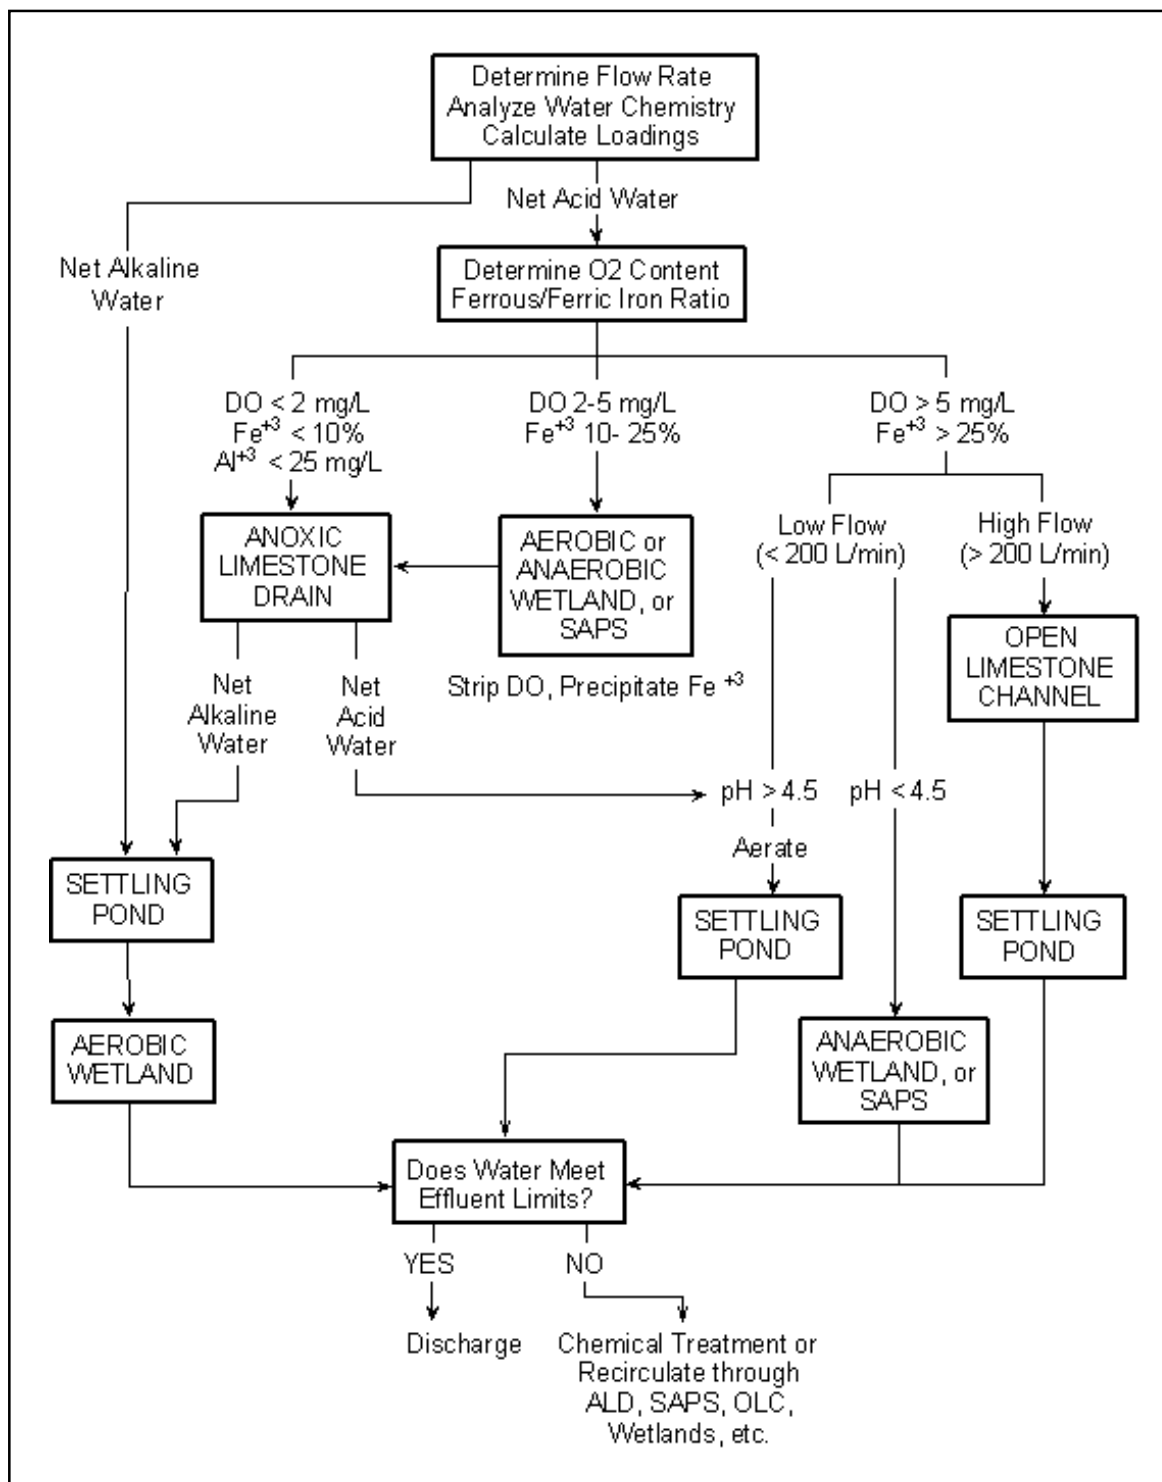 Determine Flow Rate
Analyze Water Chemistry
Calculate Loadings
Net Acid Water
Net Alkaline
Water
Determine O2 Content
Ferrous/Ferric Iron Ratio
DO < 2 mg/L
Fe+3 < 10%
Al+3 < 25 mg/L
DO 2-5 mg/L
Fe+3 10- 25%
DO > 5 mg/L
Fe+3 > 25%
Low Flow
(< 200 L/min)
High Flow
(> 200 L/min)
ANOXIC
LIMESTONE
DRAIN
AEROBIC or
ANAEROBIC
WETLAND, or
SAPS
Strip DO, Precipitate Fe +3
OPEN
LIMESTONE
CHANNEL
Net
Alkaline
Water
Net
Acid
Water
pH > 4.5
pH < 4.5
Aerate
SETTLING
POND
SETTLING
POND
SETTLING
POND
AEROBIC
WETLAND
ANAEROBIC
WETLAND, or
SAPS
Does Water Meet
Effluent Limits?
YES
NO
Discharge
Chemical Treatment or
Recirculate through
ALD, SAPS, OLC,
Wetlands, etc.